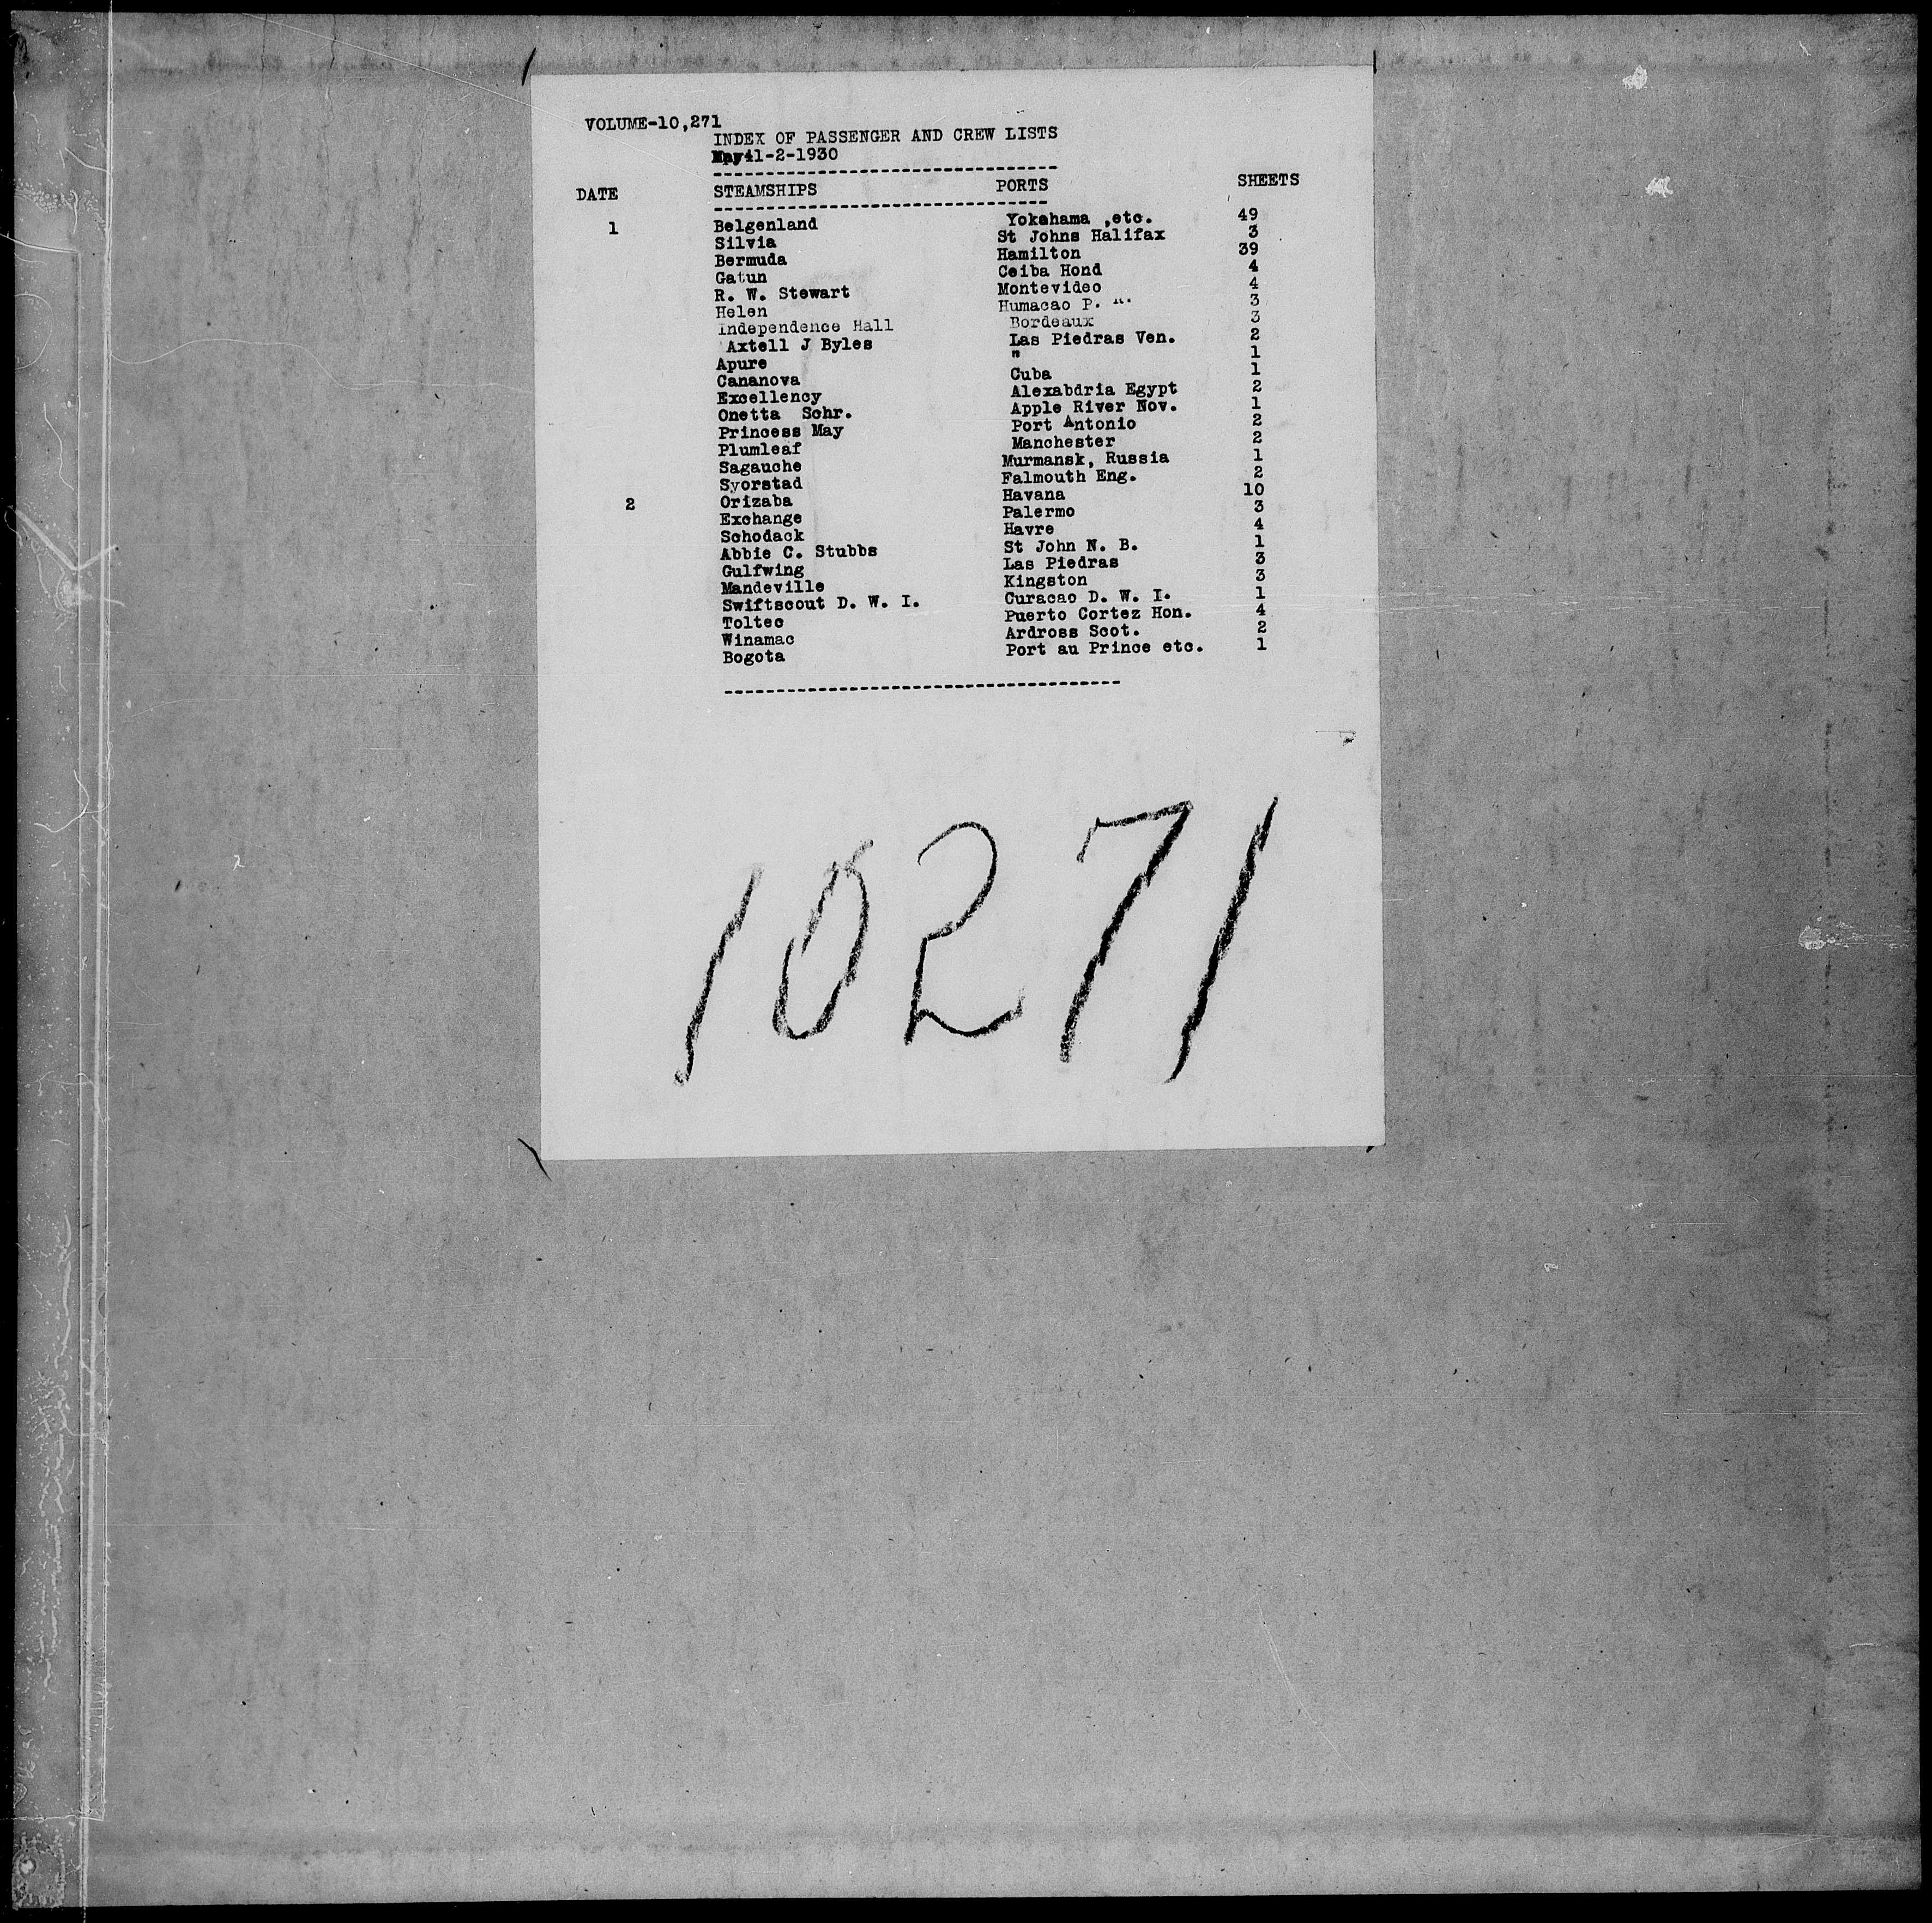 VOLUME-10,271
INDEX OF PASSENGER AND CREW LISTS
May 1-2-1930
DATE STEAMSHIPS PORTS SHEETS
1 Belgenland Yokahama ,etc. 49
Silvia St Johns Halifax 3
Bermuda Hamilton 39
Gatun Ceiba Hond 4
R. W. Stewart Montevideo 4
Helen Humacao P. R. 3
Independence Hall Bordeaux 3
Axtell J Byles Las Piedras Ven. 2
Apure " 1
Cananova Cuba 1
Excellency Alexabdria Egypt 2
Onetta Schr. Apple River Nov. 1
Princess May Port Antonio 2
Plumleaf Manchester 2
Sagauche Murmansk, Russia 1
Syorstad Falmouth Eng. 2
2 Orizaba Havana 10
Exchange Palermo 3
Schodack Havre 4
Abbie C. Stubbs St John N. B. 1
Gulfwing Las Piedras 3
Mandeville Kingston 3
Swiftscout D. W. I. Curacao D. W. I. 1
Toltec Puerto Cortez Hon. 4
Winamac Ardross Scot. 2
Bogota Port au Prince etc. 1
10271